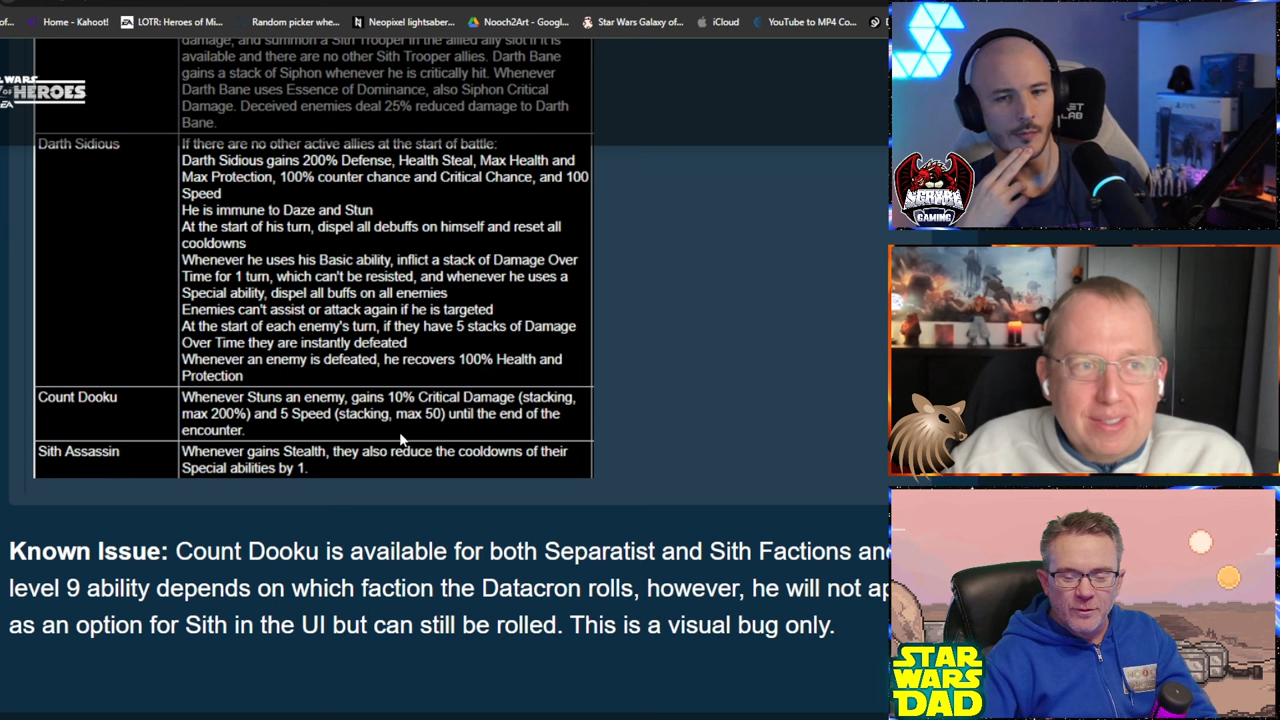 Home - Kahoot!
LOTR: Heroes of Mi...
Random picker whe...
Neopixel lightsaber...
Nooch2Art - Googl...
Star Wars Galaxy of...
iCloud
YouTube to MP4 Co...
damage, and summon a Sith Trooper in the allied ally slot if it is
available and there are no other Sith Trooper allies. Darth Bane
gains a stack of Siphon whenever he is critically hit. Whenever
Darth Bane uses Essence of Dominance, also Siphon Critical
Damage. Deceived enemies deal 25% reduced damage to Darth
Bane.
WARS
OF HEROES
EA
Darth Sidious
If there are no other active allies at the start of battle:
Darth Sidious gains 200% Defense, Health Steal, Max Health and
Max Protection, 100% counter chance and Critical Chance, and 100
Speed
He is immune to Daze and Stun
At the start of his turn, dispel all debuffs on himself and reset all
cooldowns
Whenever he uses his Basic ability, inflict a stack of Damage Over
Time for 1 turn, which can't be resisted, and whenever he uses a
Special ability, dispel all buffs on all enemies
Enemies can't assist or attack again if he is targeted
At the start of each enemy's turn, if they have 5 stacks of Damage
Over Time they are instantly defeated
Whenever an enemy is defeated, he recovers 100% Health and
Protection
Count Dooku
Whenever Stuns an enemy, gains 10% Critical Damage (stacking,
max 200%) and 5 Speed (stacking, max 50) until the end of the
encounter.
Sith Assassin
Whenever gains Stealth, they also reduce the cooldowns of their
Special abilities by 1.
Known Issue: Count Dooku is available for both Separatist and Sith Factions and
level 9 ability depends on which faction the Datacron rolls, however, he will not ap
as an option for Sith in the UI but can still be rolled. This is a visual bug only.
GAMING
STAR
WARS
DAD